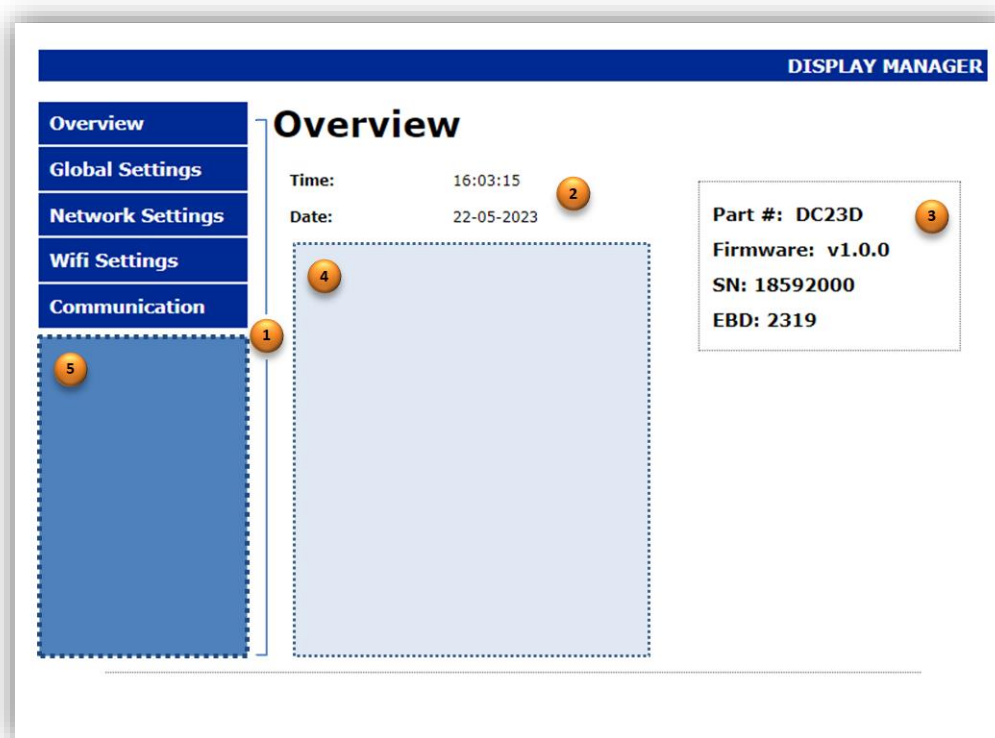 DISPLAY MANAGER
Overview
Global Settings
Network Settings
Wifi Settings
Communication
1
5
Overview
Time: 16:03:15
2
Date: 22-05-2023
4
Part #: DC23D
3
Firmware: v1.0.0
SN: 18592000
EBD: 2319